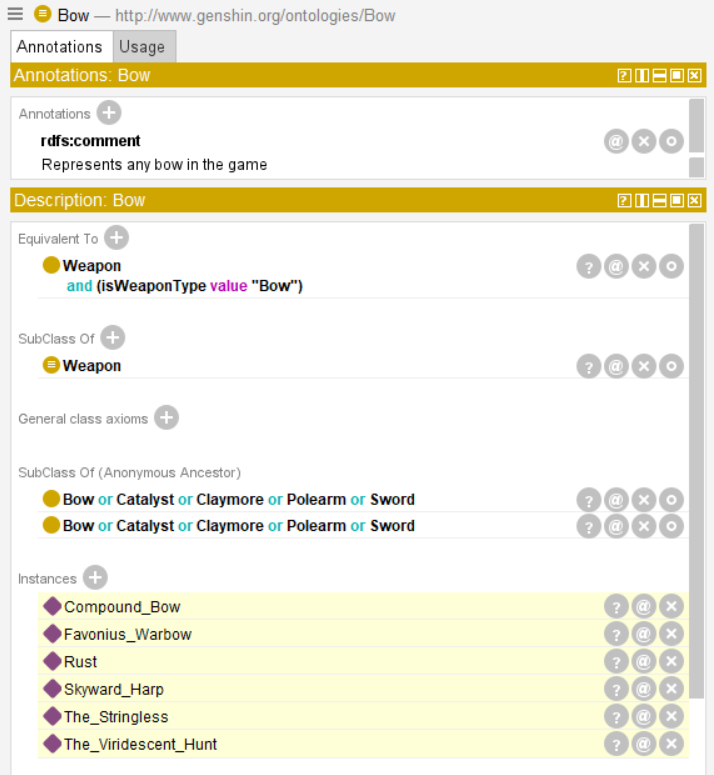 Bow — http://www.genshin.org/ontologies/Bow
Annotations Usage
Annotations: Bow
Annotations
rdfs:comment
Represents any bow in the game
Description: Bow
Equivalent To
Weapon
and (isWeaponType value "Bow")
SubClass Of
Weapon
General class axioms
SubClass Of (Anonymous Ancestor)
Bow or Catalyst or Claymore or Polearm or Sword
Bow or Catalyst or Claymore or Polearm or Sword
Instances
Compound_Bow
Favonius_Warbow
Rust
Skyward_Harp
The_Stringless
The_Viridescent_Hunt